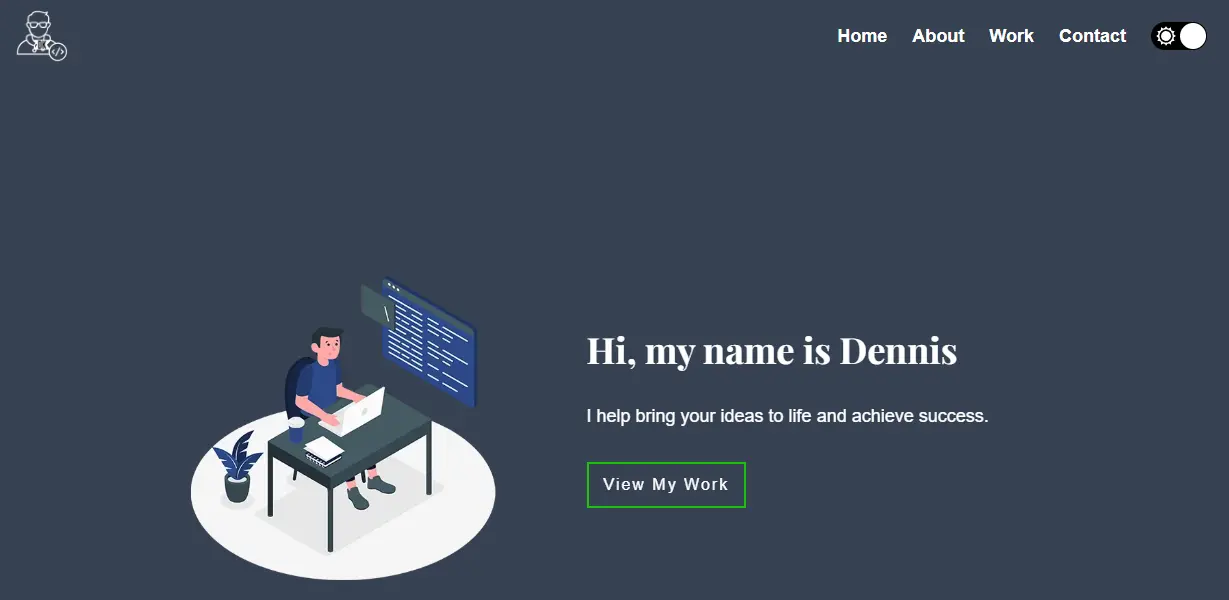 Home About Work Contact
Hi, my name is Dennis
I help bring your ideas to life and achieve success.
View My Work